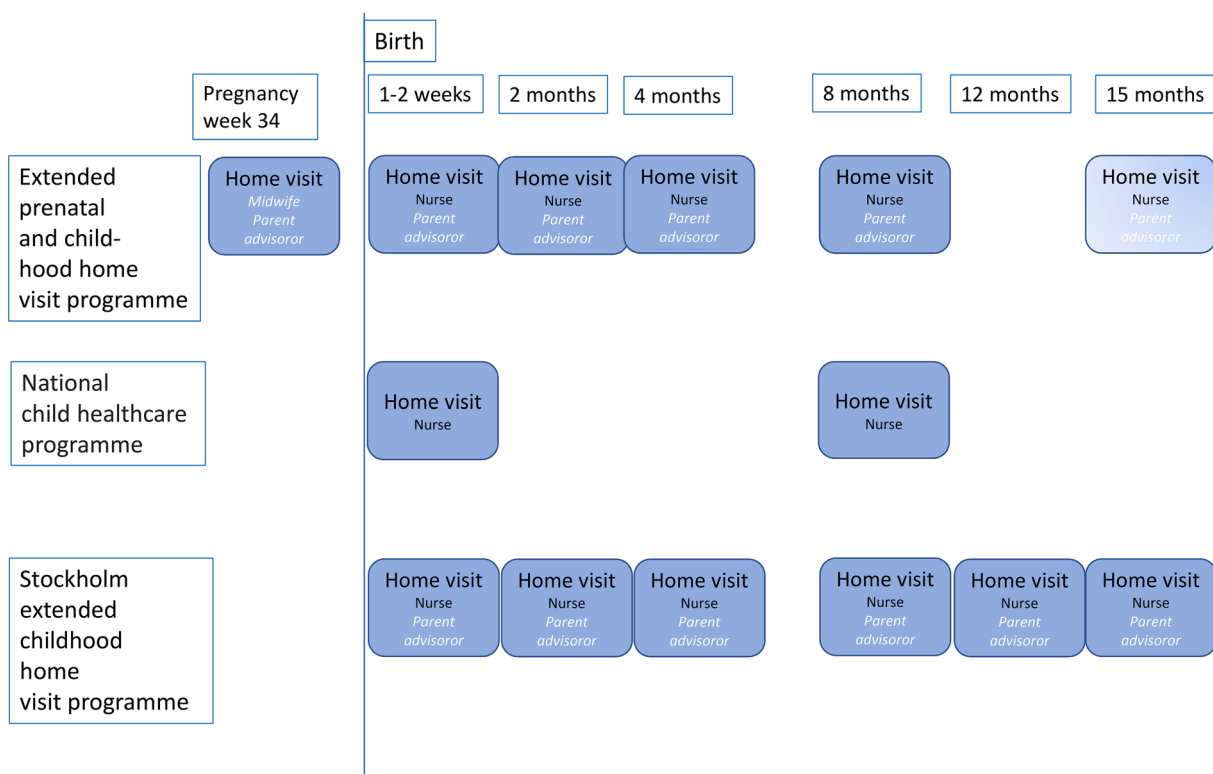 Birth
Pregnancy
week 34
1-2 weeks
2 months
4 months
8 months
12 months
15 months
Extended
prenatal
and child-
hood home
visit programme
Home visit
Midwife
Parent
advisoror
Home visit
Nurse
Parent
advisoror
Home visit
Nurse
Parent
advisoror
Home visit
Nurse
Parent
advisoror
Home visit
Nurse
Parent
advisoror
Home visit
Nurse
Parent
advisoror
National
child healthcare
programme
Home visit
Nurse
Home visit
Nurse
Stockholm
extended
childhood
home
visit programme
Home visit
Nurse
Parent
advisoror
Home visit
Nurse
Parent
advisoror
Home visit
Nurse
Parent
advisoror
Home visit
Nurse
Parent
advisoror
Home visit
Nurse
Parent
advisoror
Home visit
Nurse
Parent
advisoror